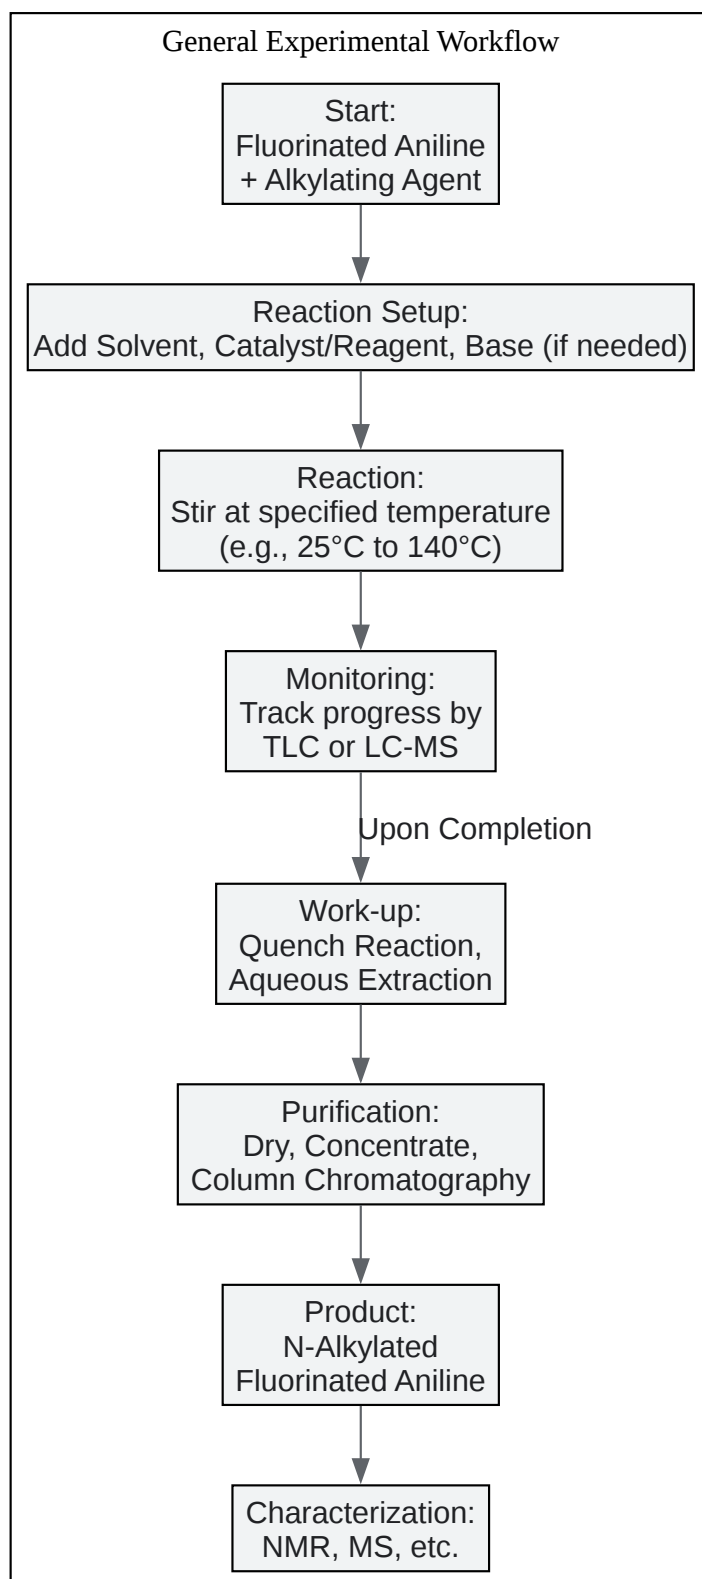 General Experimental Workflow
Start:
Fluorinated Aniline
+ Alkylating Agent
Reaction Setup:
Add Solvent, Catalyst/Reagent, Base (if needed)
Reaction:
Stir at specified temperature
(e.g., 25°C to 140°C)
Monitoring:
Track progress by
TLC or LC-MS
Upon Completion
Work-up:
Quench Reaction,
Aqueous Extraction
Purification:
Dry, Concentrate,
Column Chromatography
Product:
N-Alkylated
Fluorinated Aniline
Characterization:
NMR, MS, etc.